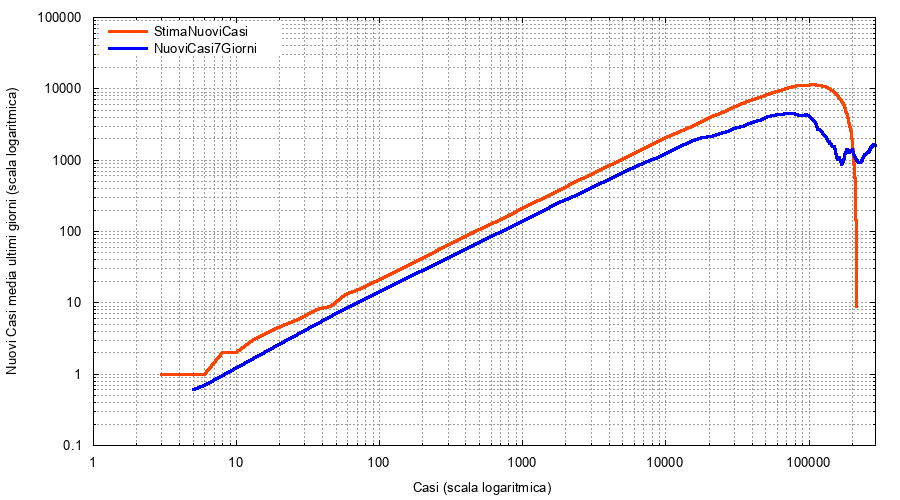 100000
10000
1000
100
10
1
0.1
StimaNuoviCasi
NuoviCasi7Giorni
Nuovi Casi media ultimi giorni (scala logaritmica)
1 10 100 1000 10000 100000
Casi (scala logaritmica)